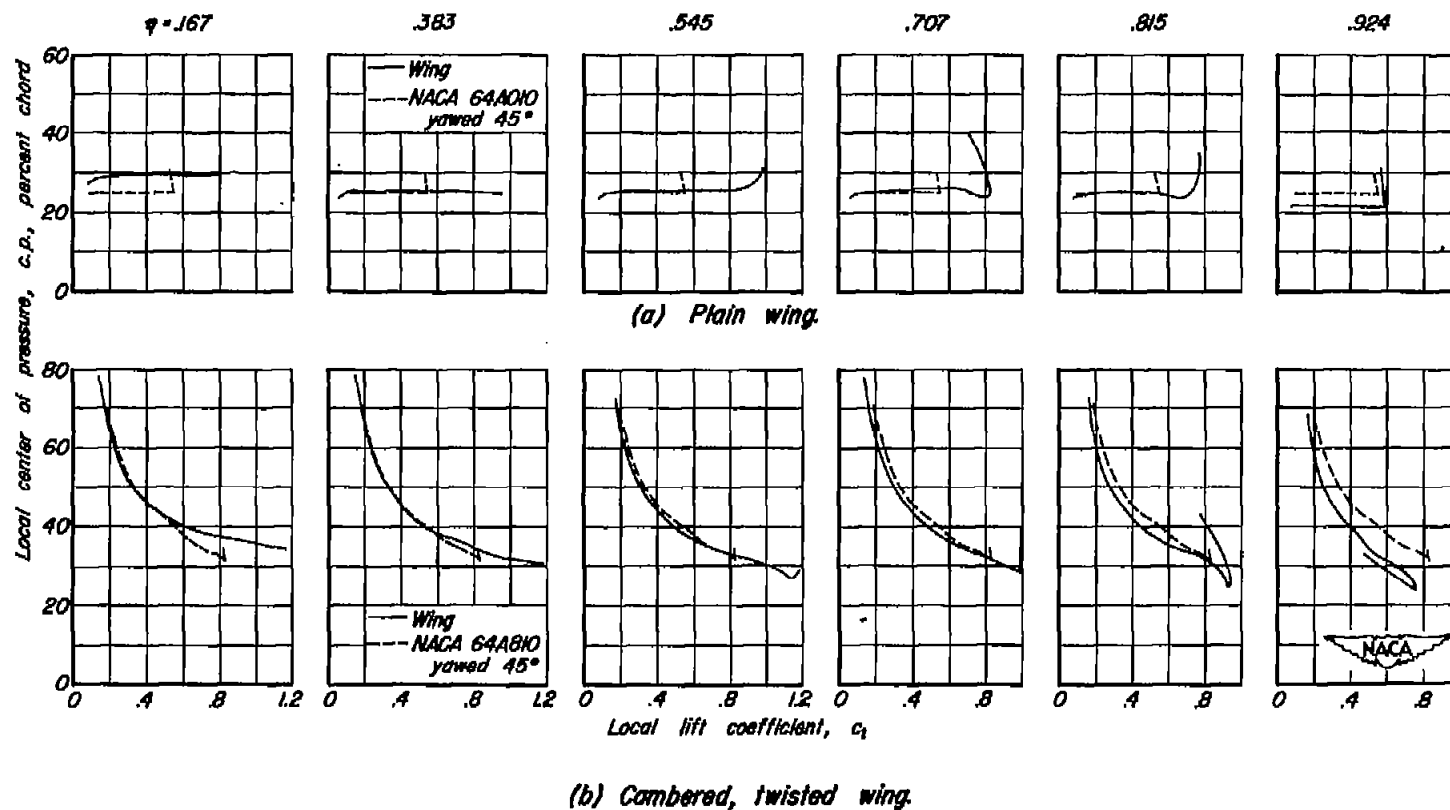 φ = .167 .383 .545 .707 .815 .924
Local center of pressure, c.p., percent chord
60
40
20
0
Wing
NACA 64A010
yawed 45°
(a) Plain wing.
80
60
40
20
0
Wing
NACA 64A810
yawed 45°
NACA
0 .4 .8 1.2 0 .4 .8 1.2 0 .4 .8 1.2 0 .4 .8 0 .4 .8 0 .4 .8
Local lift coefficient, cₗ
(b) Cambered, twisted wing.